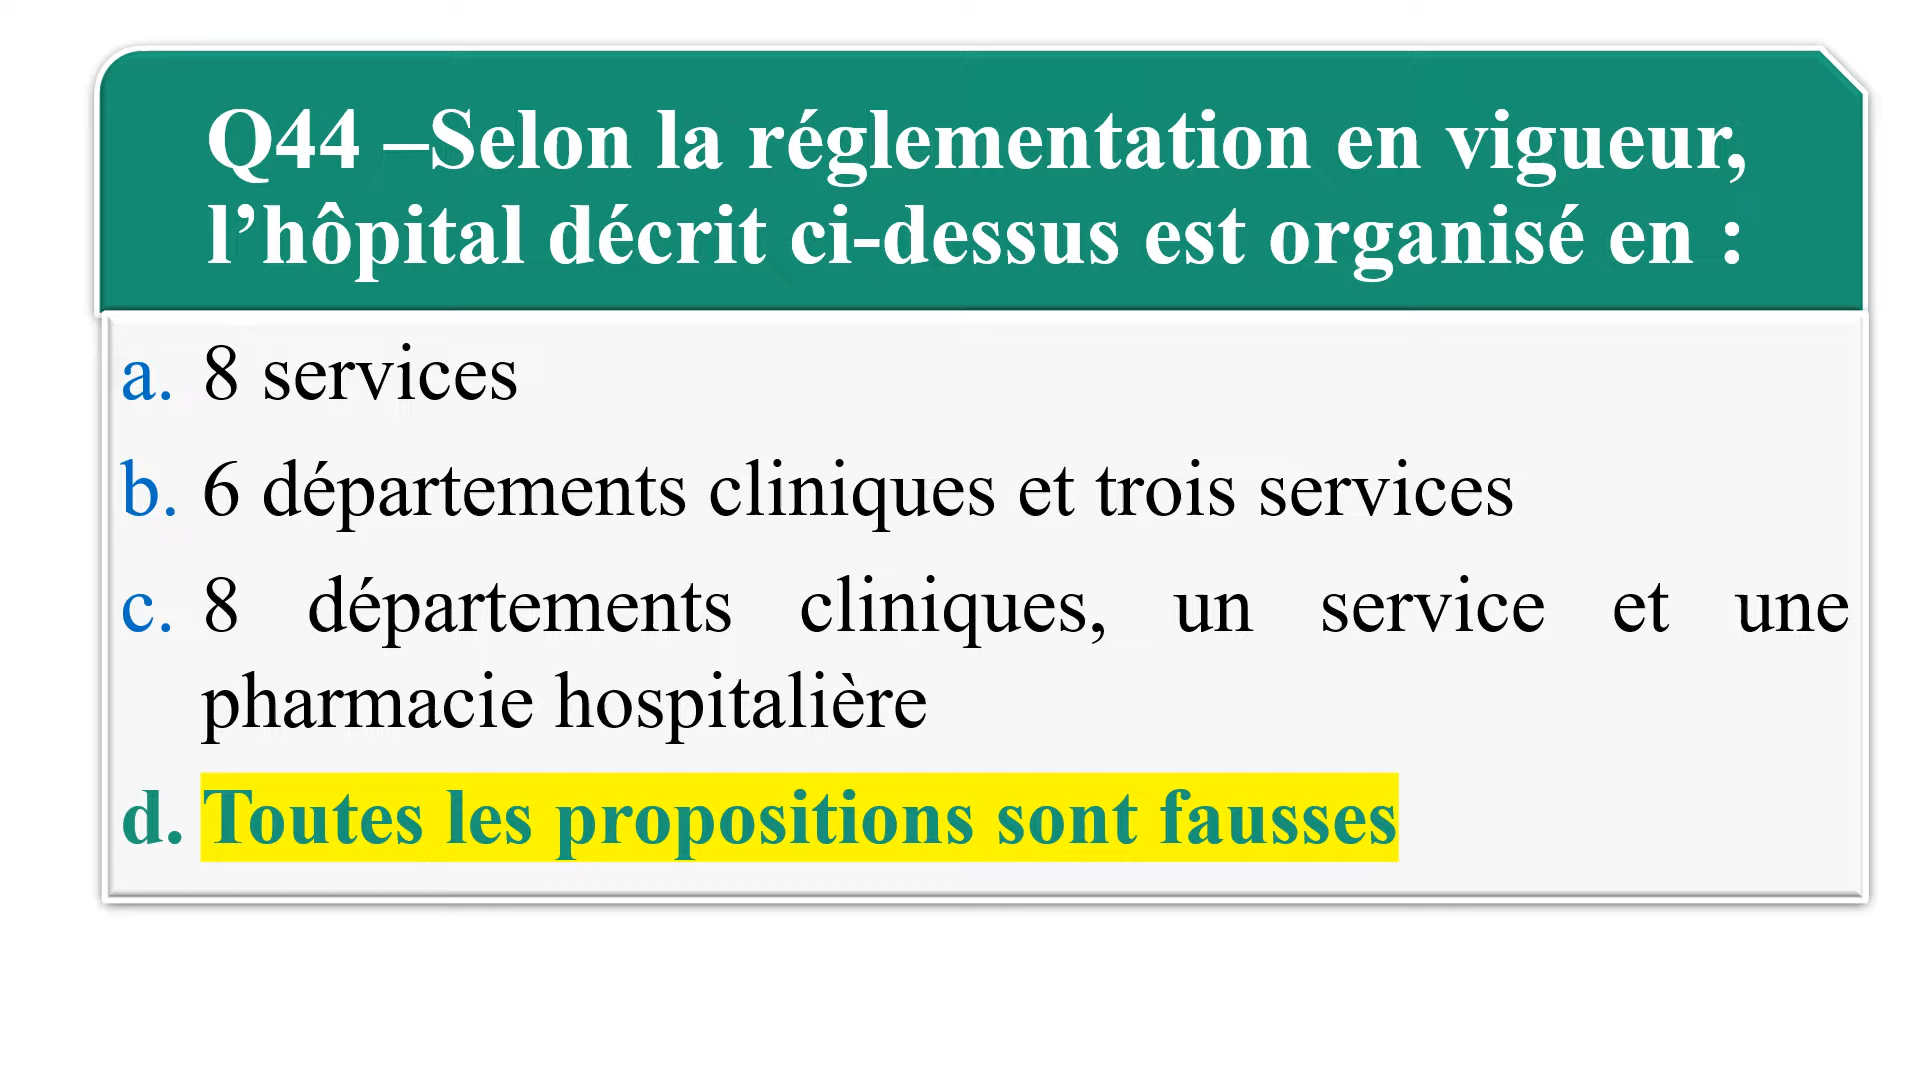 Q44 –Selon la réglementation en vigueur,
l’hôpital décrit ci-dessus est organisé en :
a. 8 services
b. 6 départements cliniques et trois services
c. 8 départements cliniques, un service et une
pharmacie hospitalière
d. Toutes les propositions sont fausses